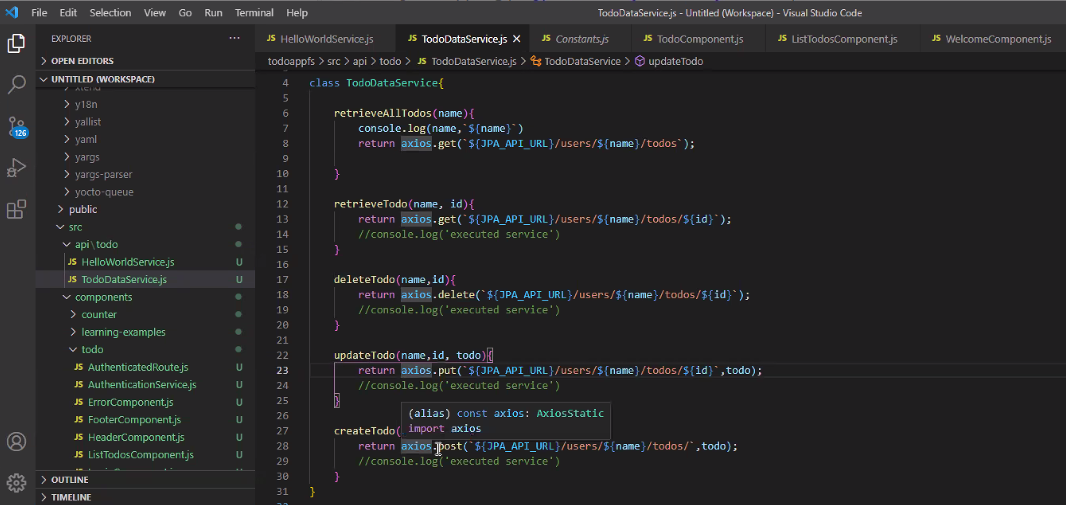 File Edit Selection View Go Run Terminal Help
TodoDataService.js - Untitled (Workspace) - Visual Studio Code
EXPLORER ...
JS HelloWorldService.js
JS TodoDataService.js
JS Constants.js
JS TodoComponent.js
JS ListTodosComponent.js
JS WelcomeComponent.js
OPEN EDITORS
UNTITLED (WORKSPACE)
xtend
y18n
yallist
yaml
yargs
yargs-parser
yocto-queue
public
src
api\todo
JS HelloWorldService.js U
JS TodoDataService.js U
components
counter
learning-examples
todo
JS AuthenticatedRoute.js U
JS AuthenticationService.js U
JS ErrorComponent.js U
JS FooterComponent.js U
JS HeaderComponent.js U
JS ListTodosComponent.js U
OUTLINE
TIMELINE
126
todoappfs > src > api > todo > JS TodoDataService.js > TodoDataService > updateTodo
4 class TodoDataService{
5
6 retrieveAllTodos(name){
7 console.log(name,`${name}`)
8 return axios.get(`${JPA_API_URL}/users/${name}/todos`);
9
10 }
11
12 retrieveTodo(name, id){
13 return axios.get(`${JPA_API_URL}/users/${name}/todos/${id}`);
14 //console.log('executed service')
15 }
16
17 deleteTodo(name,id){
18 return axios.delete(`${JPA_API_URL}/users/${name}/todos/${id}`);
19 //console.log('executed service')
20 }
21
22 updateTodo(name,id, todo){
23 return axios.put(`${JPA_API_URL}/users/${name}/todos/${id}`,todo);
24 //console.log('executed service')
25 }
26
(alias) const axios: AxiosStatic
import axios
27 createTodo(
28 return axios.post(`${JPA_API_URL}/users/${name}/todos/`,todo);
29 //console.log('executed service')
30 }
31 }